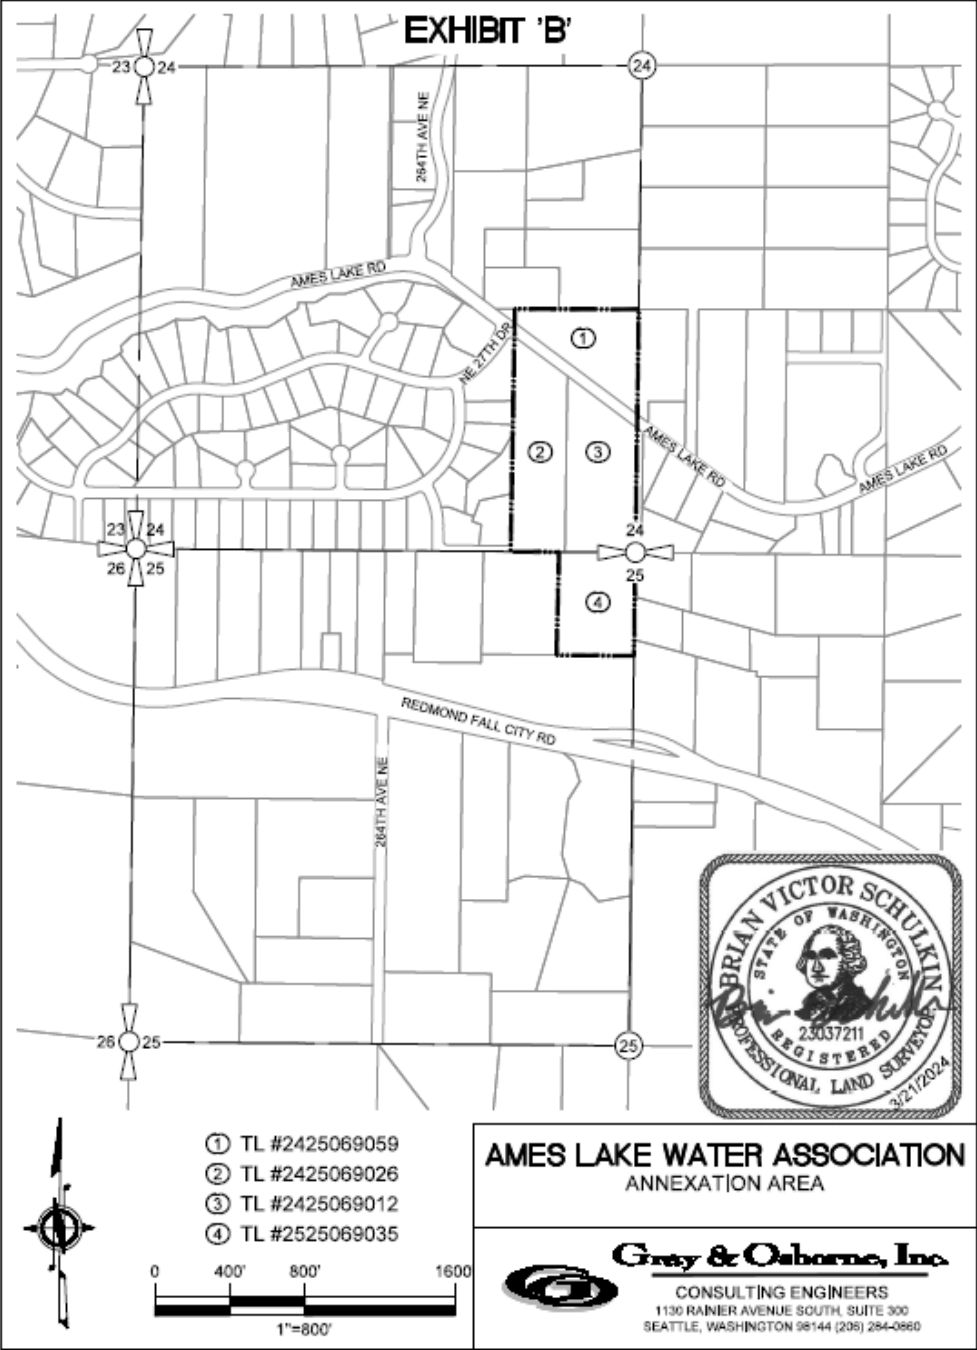 EXHIBIT 'B'
23 24
24
264TH AVE NE
AMES LAKE RD
NE 27TH DR
1
2
3
AMES LAKE RD
AMES LAKE RD
23 24
26 25
24
25
4
REDMOND FALL CITY RD
264TH AVE NE
26 25
25
BRIAN VICTOR SCHULKIN
STATE OF WASHINGTON
23037211
REGISTERED
PROFESSIONAL LAND SURVEYOR
3/21/2024
1 TL #2425069059
2 TL #2425069026
3 TL #2425069012
4 TL #2525069035
0 400' 800' 1600
1"=800'
AMES LAKE WATER ASSOCIATION
ANNEXATION AREA
Gray & Osborne, Inc.
CONSULTING ENGINEERS
1130 RAINIER AVENUE SOUTH, SUITE 300
SEATTLE, WASHINGTON 98144 (206) 284-0860